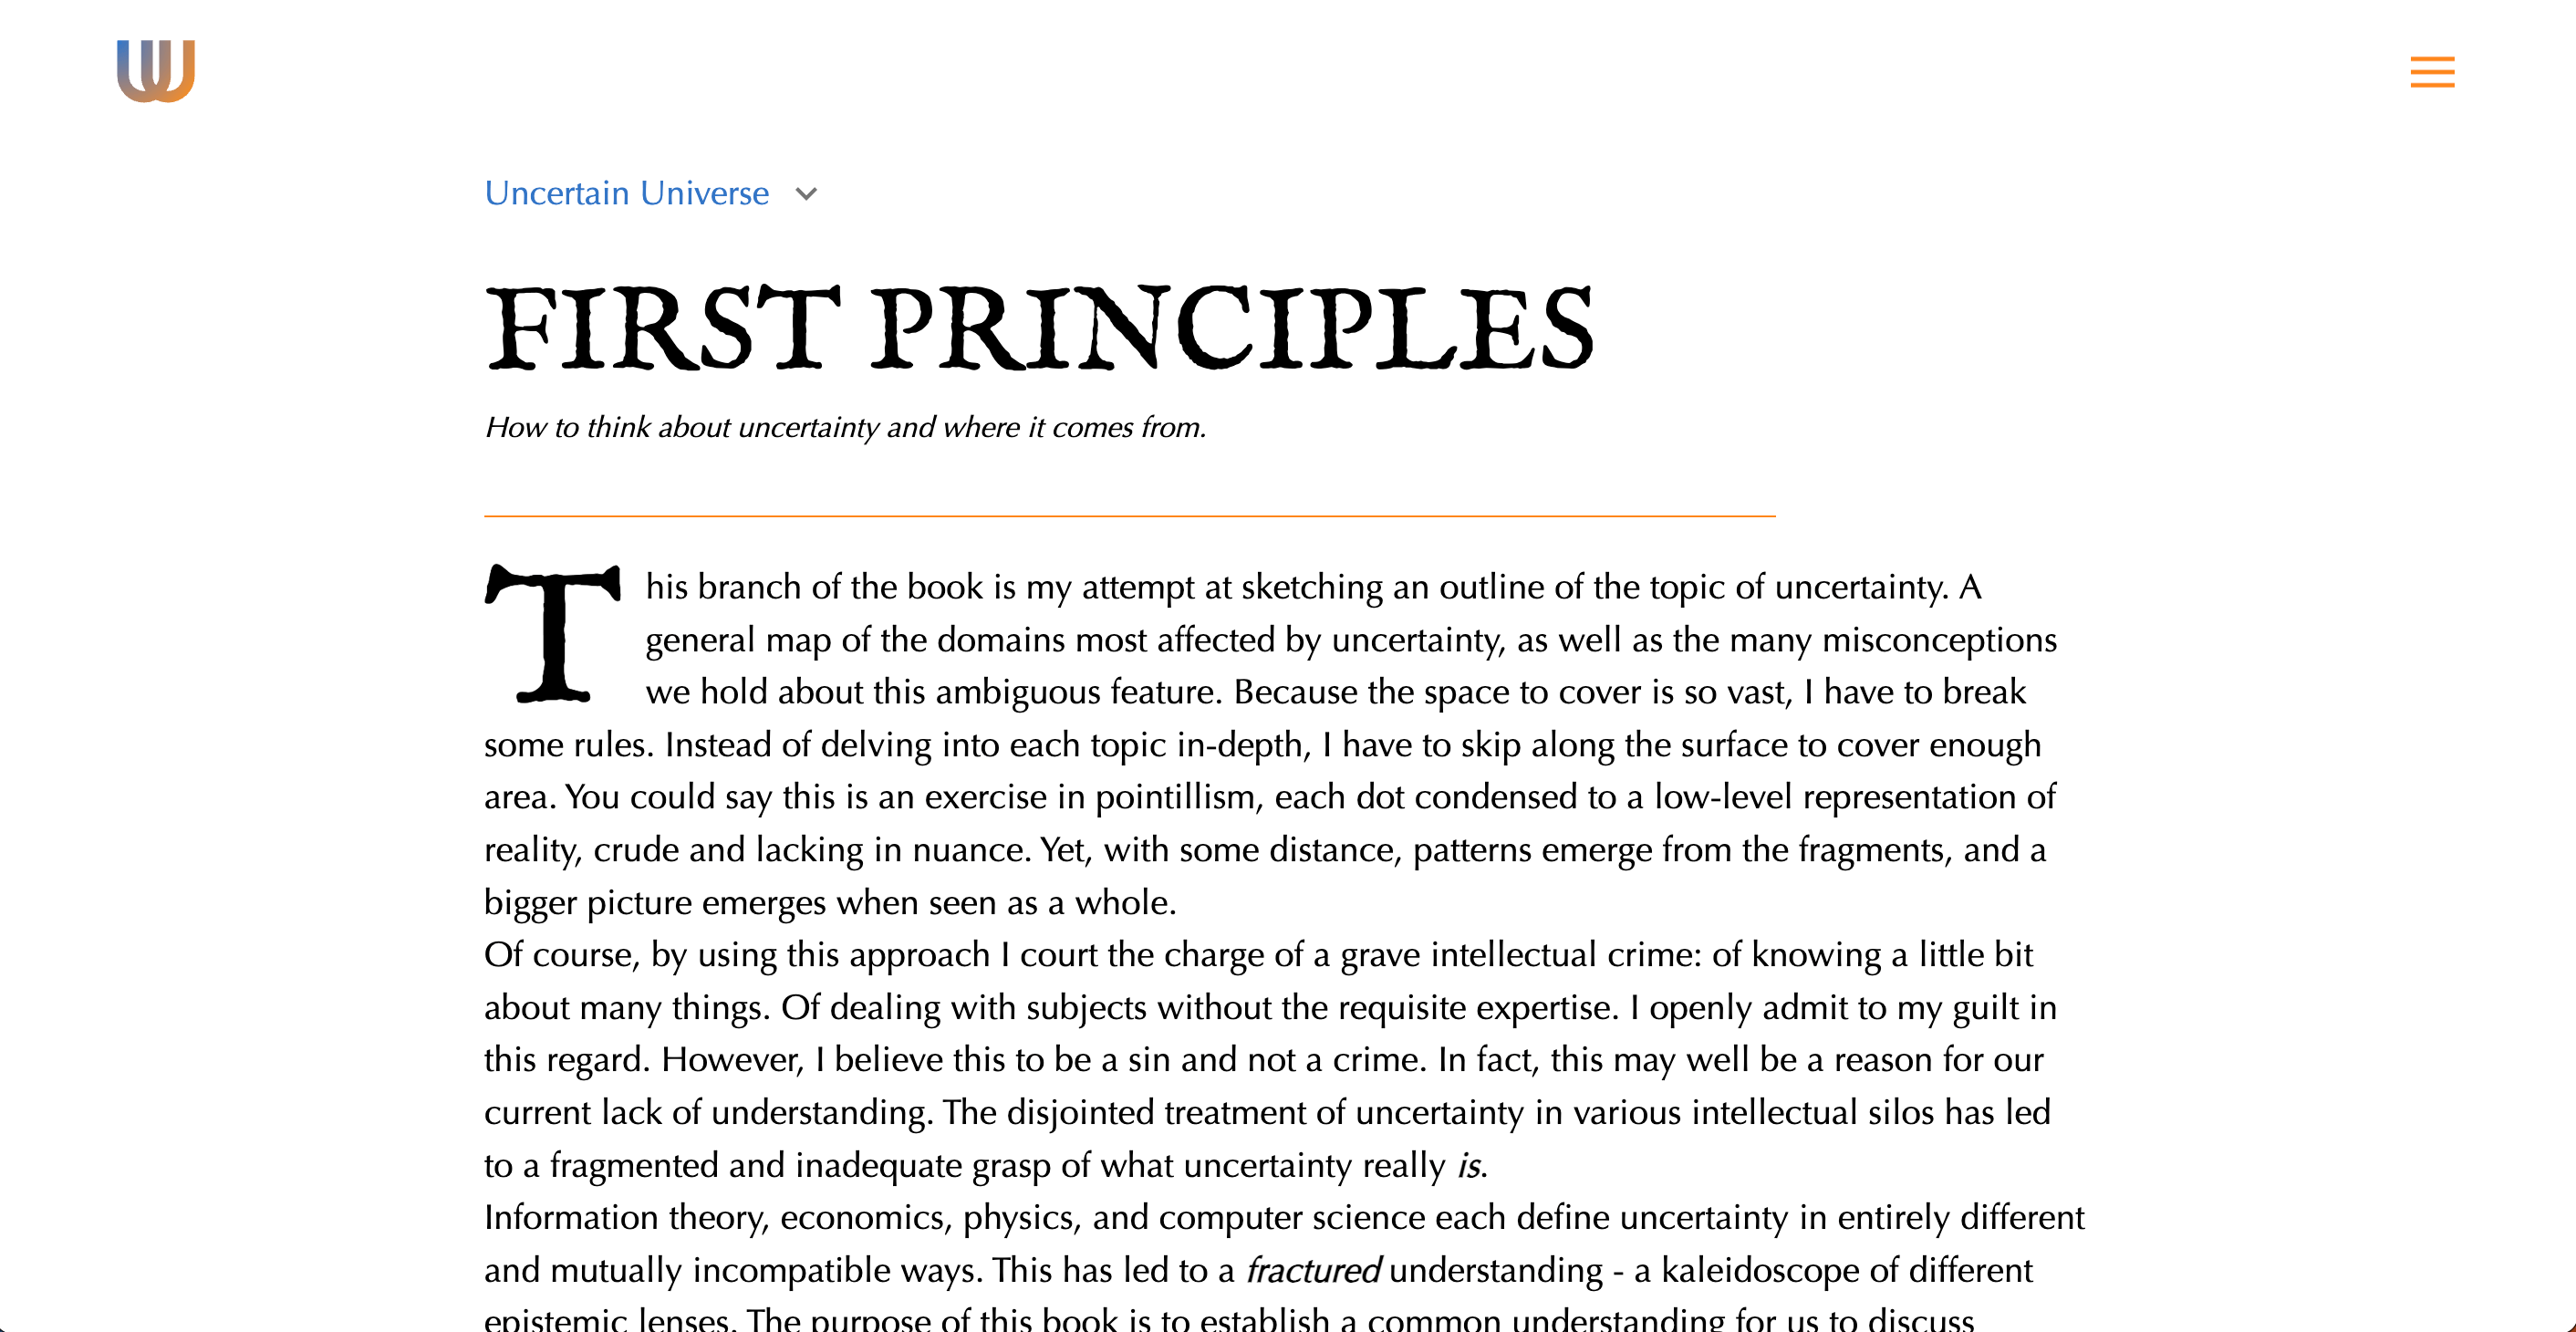 Uncertain Universe
FIRST PRINCIPLES
How to think about uncertainty and where it comes from.
This branch of the book is my attempt at sketching an outline of the topic of uncertainty. A
general map of the domains most affected by uncertainty, as well as the many misconceptions
we hold about this ambiguous feature. Because the space to cover is so vast, I have to break
some rules. Instead of delving into each topic in-depth, I have to skip along the surface to cover enough
area. You could say this is an exercise in pointillism, each dot condensed to a low-level representation of
reality, crude and lacking in nuance. Yet, with some distance, patterns emerge from the fragments, and a
bigger picture emerges when seen as a whole.
Of course, by using this approach I court the charge of a grave intellectual crime: of knowing a little bit
about many things. Of dealing with subjects without the requisite expertise. I openly admit to my guilt in
this regard. However, I believe this to be a sin and not a crime. In fact, this may well be a reason for our
current lack of understanding. The disjointed treatment of uncertainty in various intellectual silos has led
to a fragmented and inadequate grasp of what uncertainty really is.
Information theory, economics, physics, and computer science each define uncertainty in entirely different
and mutually incompatible ways. This has led to a fractured understanding - a kaleidoscope of different
epistemic lenses. The purpose of this book is to establish a common understanding for us to discuss